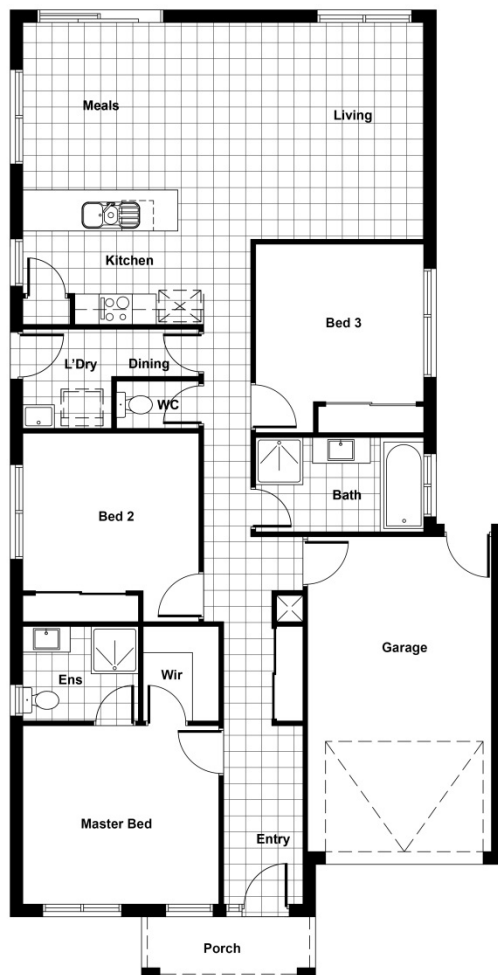 Meals
Living
Kitchen
Bed 3
L'Dry
Dining
WC
Bath
Bed 2
Garage
Ens
Wir
Master Bed
Entry
Porch